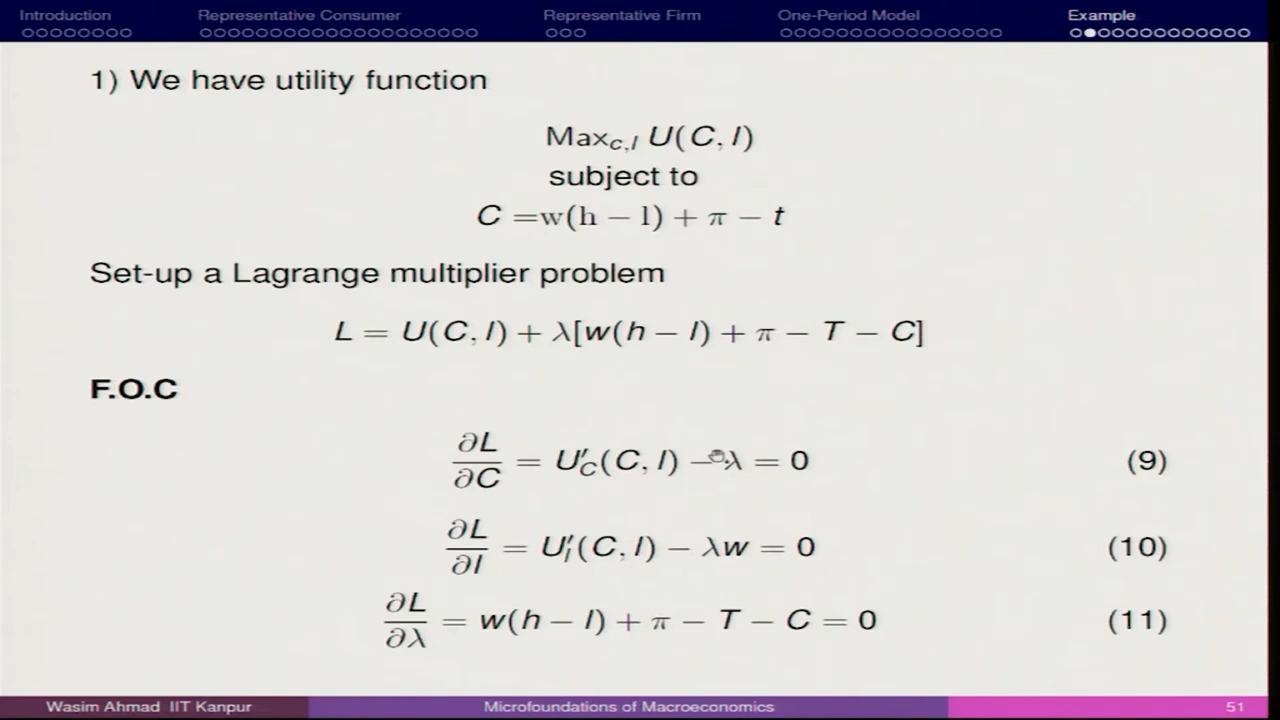 Introduction Representative Consumer Representative Firm One-Period Model Example
1) We have utility function
Max_{c,l} U(C, l)
subject to
C =w(h − l) + π − t
Set-up a Lagrange multiplier problem
L = U(C, l) + λ[w(h − l) + π − T − C]
F.O.C
∂L/∂C = U′_C(C, l) − λ = 0 (9)
∂L/∂l = U′_l(C, l) − λw = 0 (10)
∂L/∂λ = w(h − l) + π − T − C = 0 (11)
Wasim Ahmad IIT Kanpur Microfoundations of Macroeconomics 51